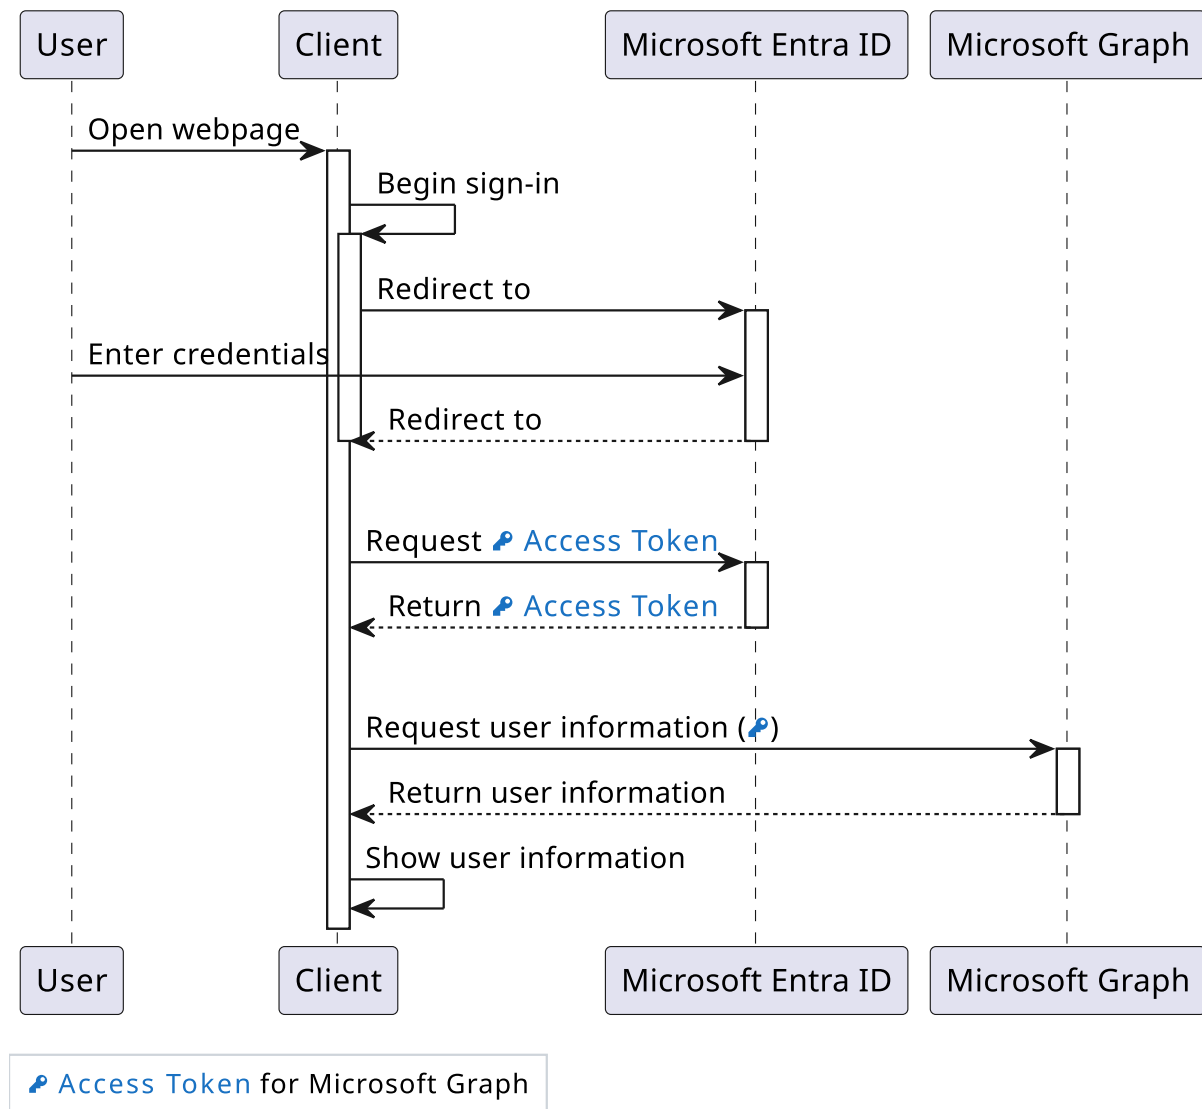 User Client Microsoft Entra ID Microsoft Graph
Open webpage
Begin sign-in
Redirect to
Enter credentials
Redirect to
Request Access Token
Return Access Token
Request user information ( )
Return user information
Show user information
User Client Microsoft Entra ID Microsoft Graph
Access Token for Microsoft Graph